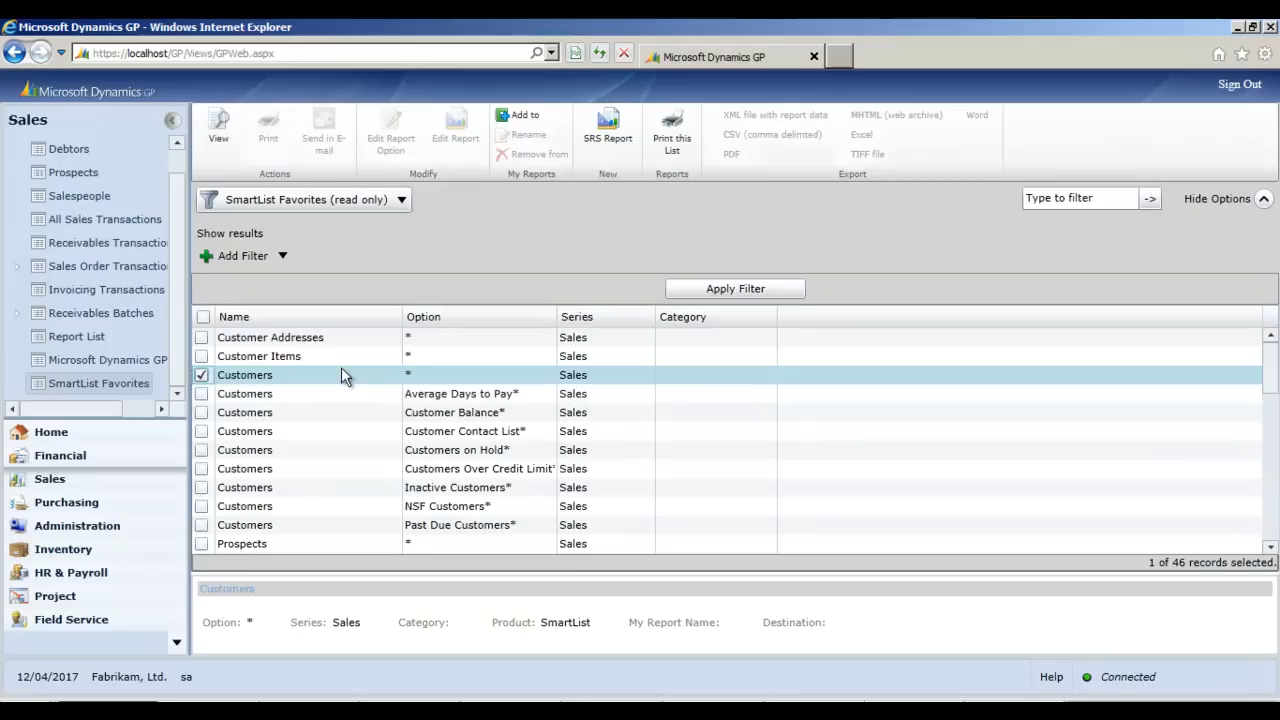 Microsoft Dynamics GP - Windows Internet Explorer
https://localhost/GP/Views/GPWeb.aspx
Microsoft Dynamics GP
Microsoft Dynamics GP
Sign Out
Sales
Debtors
Prospects
Salespeople
All Sales Transactions
Receivables Transactio
Sales Order Transactio
Invoicing Transactions
Receivables Batches
Report List
Microsoft Dynamics GP
SmartList Favorites
Home
Financial
Sales
Purchasing
Administration
Inventory
HR & Payroll
Project
Field Service
View
Print
Send in E-
mail
Actions
Edit Report
Option
Edit Report
Modify
Add to
Rename
Remove from
My Reports
SRS Report
New
Print this
List
Reports
XML file with report data
MHTML (web archive)
Word
CSV (comma delimted)
Excel
PDF
TIFF file
Export
SmartList Favorites (read only)
Type to filter
->
Hide Options
Show results
Add Filter
Apply Filter
Name Option Series Category
Customer Addresses * Sales
Customer Items * Sales
Customers * Sales
Customers Average Days to Pay* Sales
Customers Customer Balance* Sales
Customers Customer Contact List* Sales
Customers Customers on Hold* Sales
Customers Customers Over Credit Limit* Sales
Customers Inactive Customers* Sales
Customers NSF Customers* Sales
Customers Past Due Customers* Sales
Prospects * Sales
1 of 46 records selected.
Customers
Option: * Series: Sales Category: Product: SmartList My Report Name: Destination:
12/04/2017 Fabrikam, Ltd. sa
Help Connected